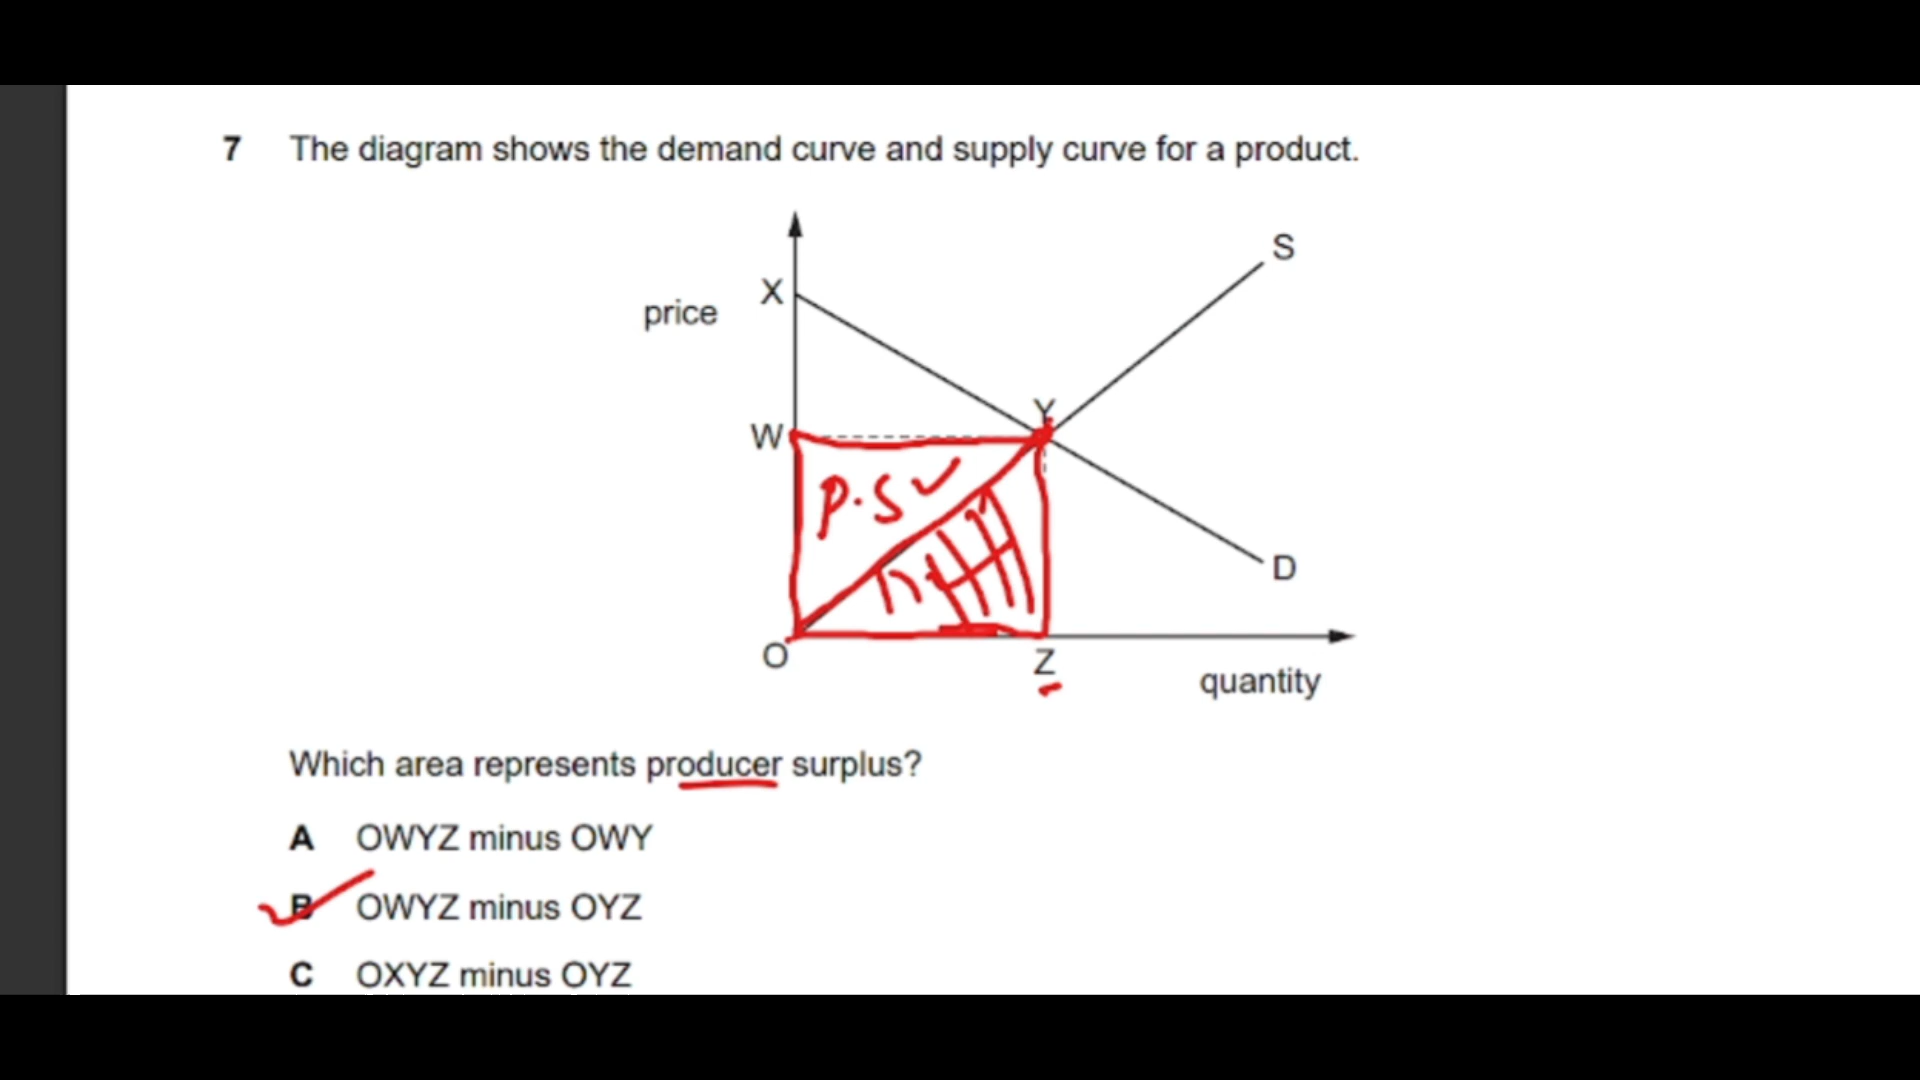 7 The diagram shows the demand curve and supply curve for a product.
S
X
price
Y
W
P.S
D
O
Z
quantity
Which area represents producer surplus?
A OWYZ minus OWY
B OWYZ minus OYZ
C OXYZ minus OYZ